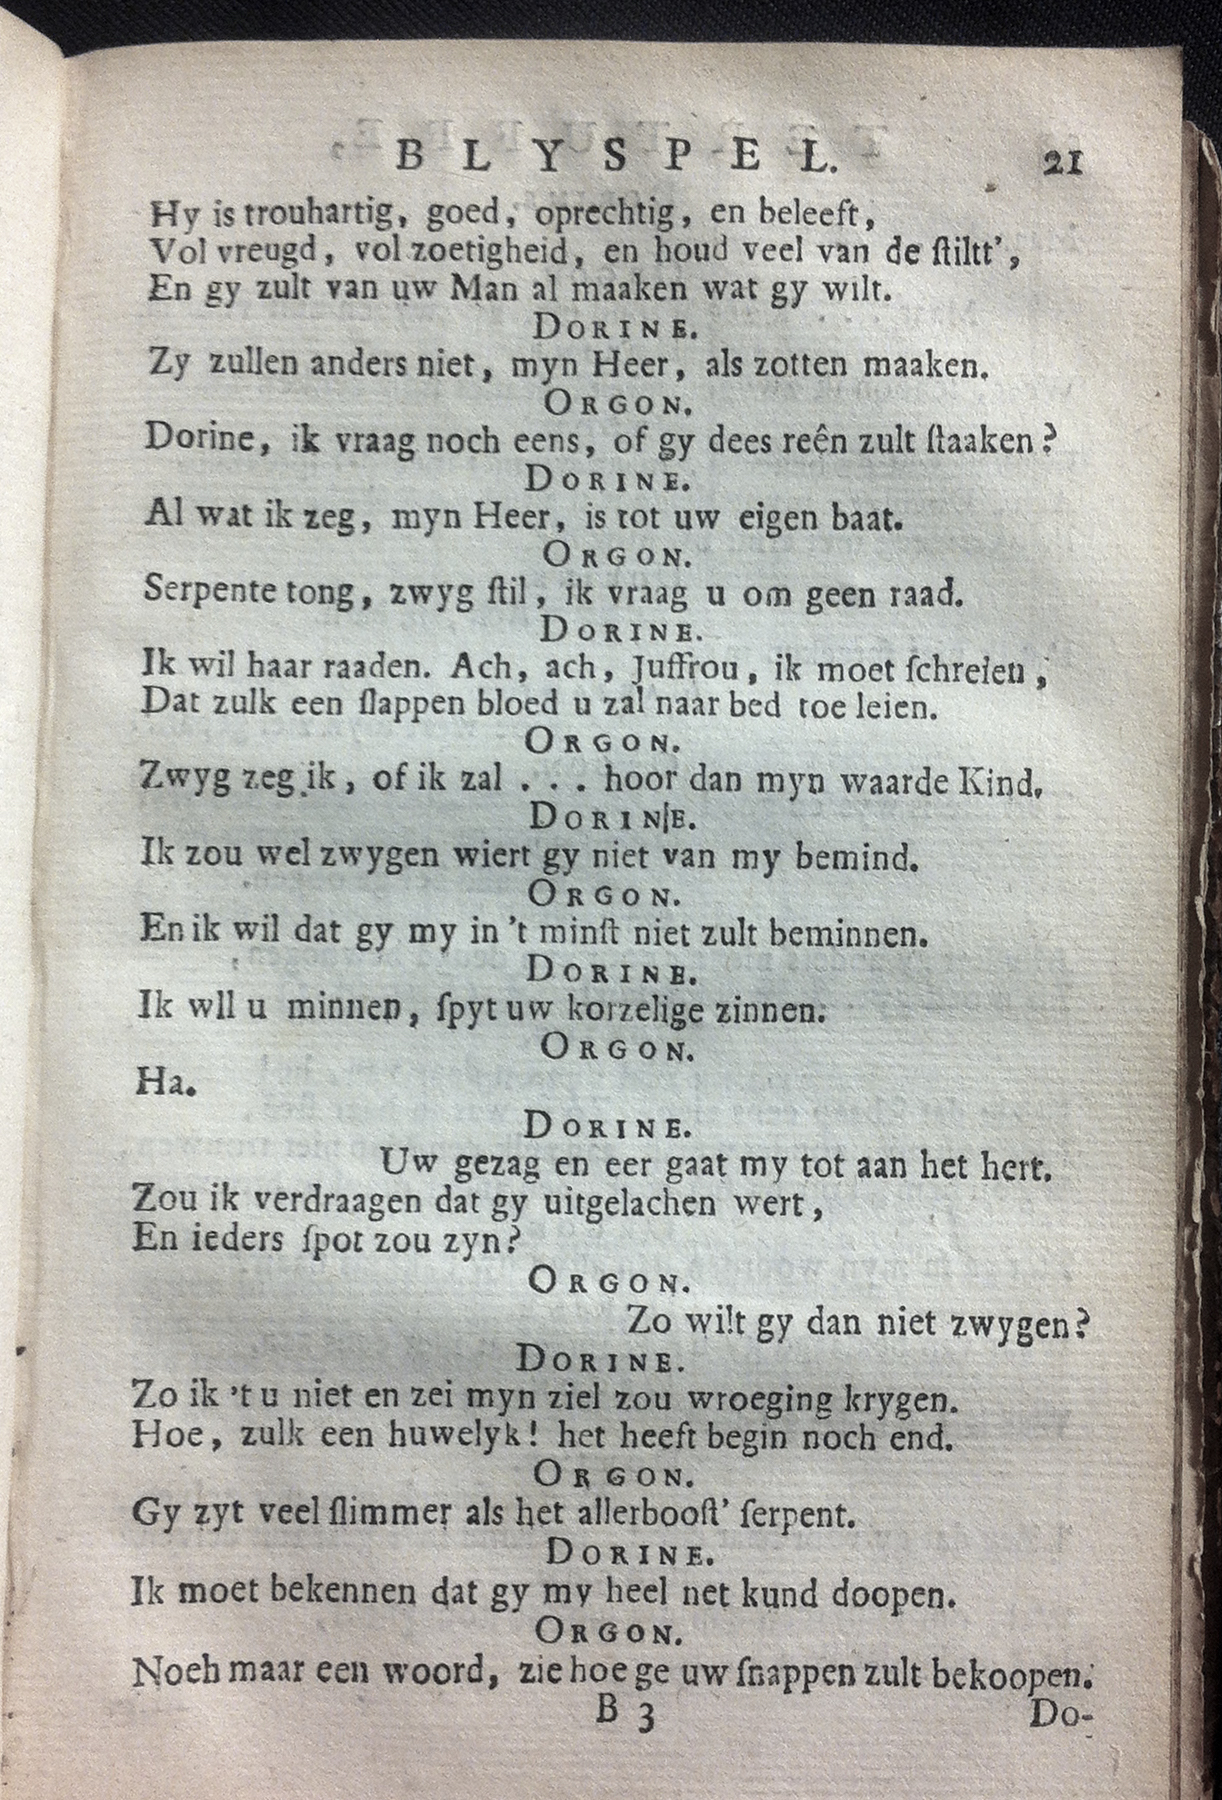 BLYSPEL. 21
Hy is trouhartig, goed, oprechtig, en beleeft,
Vol vreugd, vol zoetigheid, en houd veel van de ſtiltt’,
En gy zult van uw Man al maaken wat gy wilt.
DORINE.
Zy zullen anders niet, myn Heer, als zotten maaken.
ORGON.
Dorine, ik vraag noch eens, of gy dees reên zult ſtaaken?
DORINE.
Al wat ik zeg, myn Heer, is tot uw eigen baat.
ORGON.
Serpente tong, zwyg ſtil, ik vraag u om geen raad.
DORINE.
Ik wil haar raaden. Ach, ach, Juffrou, ik moet ſchreien,
Dat zulk een ſlappen bloed u zal naar bed toe leien.
ORGON.
Zwyg zeg ik, of ik zal . . . hoor dan myn waarde Kind.
DORINE.
Ik zou wel zwygen wiert gy niet van my bemind.
ORGON.
En ik wil dat gy my in ’t minſt niet zult beminnen.
DORINE.
Ik wll u minnen, ſpyt uw korzelige zinnen.
ORGON.
Ha.
DORINE.
Uw gezag en eer gaat my tot aan het hert.
Zou ik verdraagen dat gy uitgelachen wert,
En ieders ſpot zou zyn?
ORGON.
Zo wilt gy dan niet zwygen?
DORINE.
Zo ik ’t u niet en zei myn ziel zou wroeging krygen.
Hoe, zulk een huwelyk! het heeft begin noch end.
ORGON.
Gy zyt veel ſlimmer als het allerbooſt’ ſerpent.
DORINE.
Ik moet bekennen dat gy my heel net kund doopen.
ORGON.
Noeh maar een woord, zie hoe ge uw ſnappen zult bekoopen.
B 3 Do-